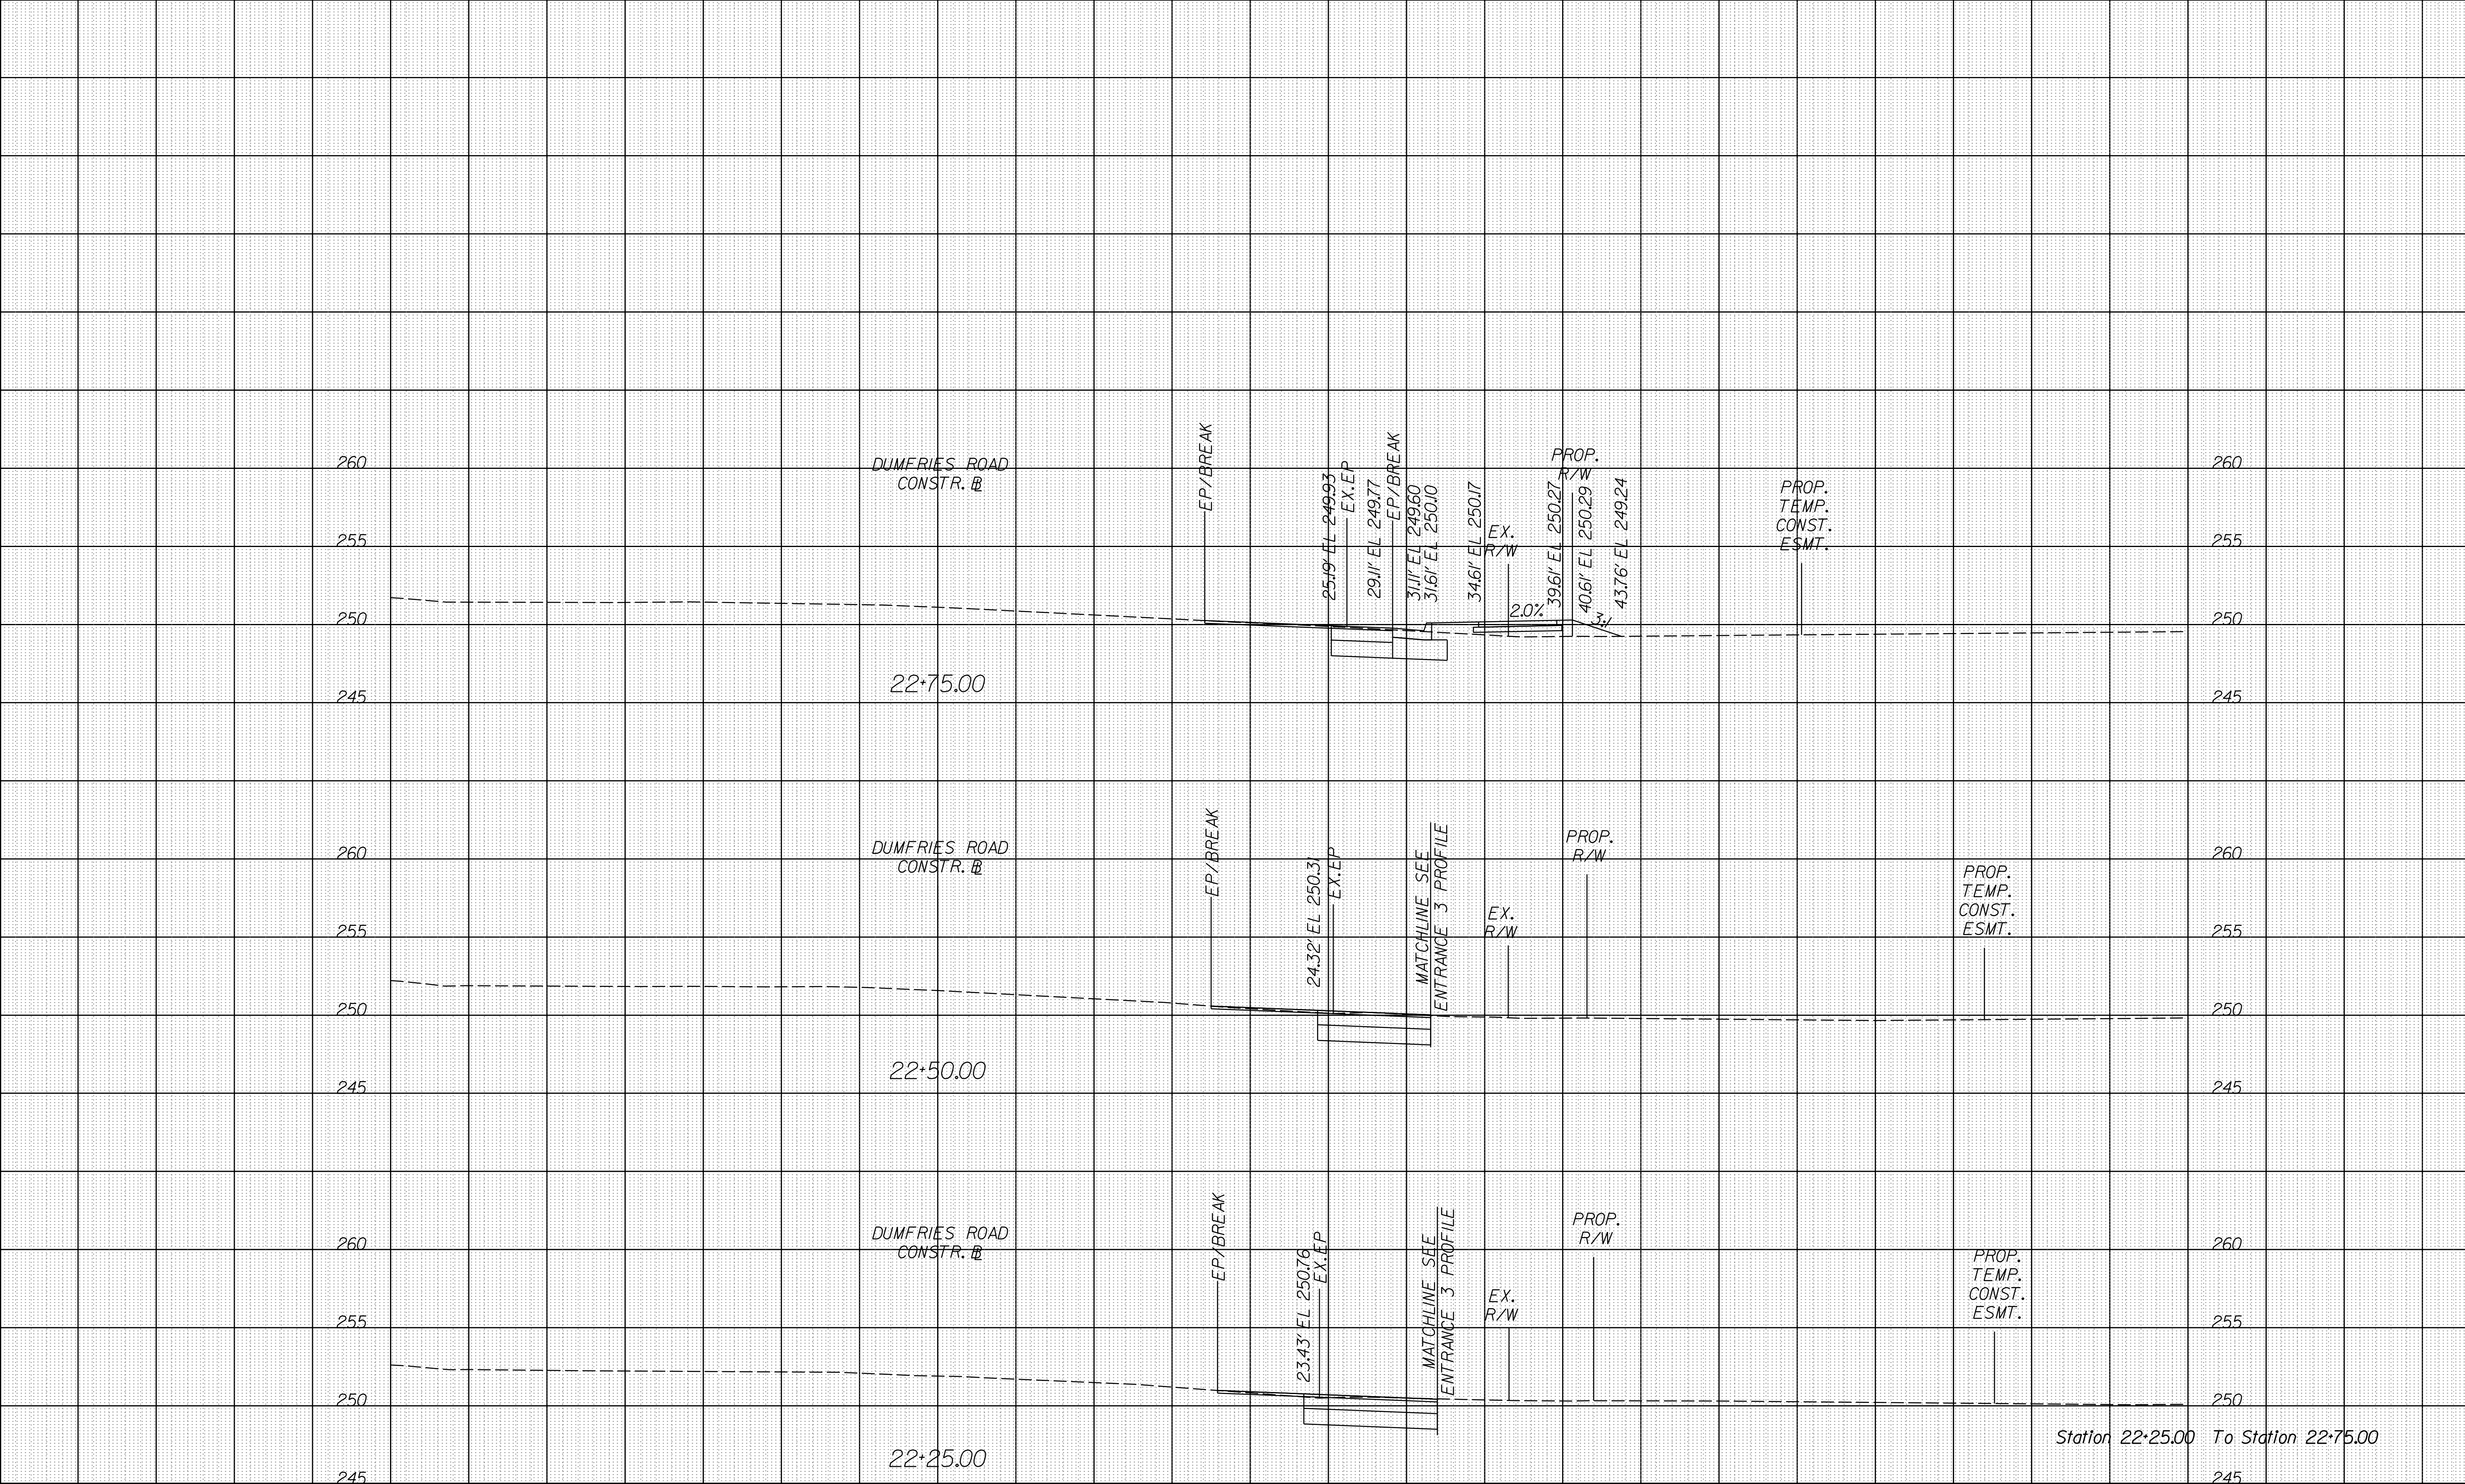 EP/BREAK
25.19' EL 249.93
EX.EP
29.11' EL 249.77
EP/BREAK
31.11' EL 249.60
31.61' EL 250.10
34.61' EL 250.17
EX.
R/W
39.61' EL 250.27
PROP.
R/W
40.61' EL 250.29
43.76' EL 249.24
PROP.
TEMP.
CONST.
ESMT.
260
DUMFRIES ROAD
CONSTR. BL
260
255
255
2.0%
3:1
250
250
22+75.00
245
245
EP/BREAK
24.32' EL 250.31
EX.EP
MATCHLINE SEE
ENTRANCE 3 PROFILE
EX.
R/W
PROP.
R/W
PROP.
TEMP.
CONST.
ESMT.
260
DUMFRIES ROAD
CONSTR. BL
260
255
255
250
250
22+50.00
245
245
EP/BREAK
23.43' EL 250.76
EX.EP
MATCHLINE SEE
ENTRANCE 3 PROFILE
EX.
R/W
PROP.
R/W
PROP.
TEMP.
CONST.
ESMT.
260
DUMFRIES ROAD
CONSTR. BL
260
255
255
250
250
Station 22+25.00 To Station 22+75.00
22+25.00
245
245